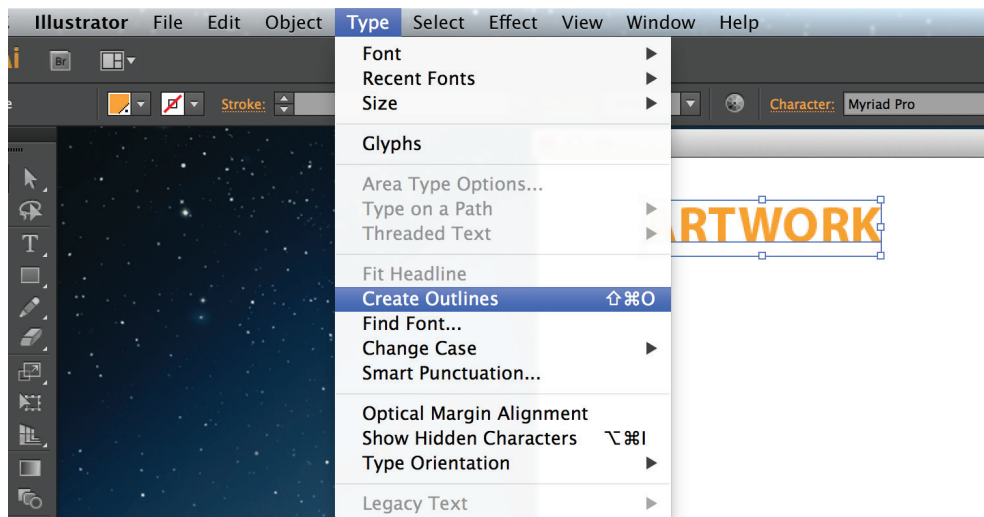 Illustrator File Edit Object Type Select Effect View Window Help
Ai Br
Stroke: Character: Myriad Pro
Font
Recent Fonts
Size
Glyphs
Area Type Options...
Type on a Path
Threaded Text
Fit Headline
Create Outlines ⇧⌘O
Find Font...
Change Case
Smart Punctuation...
Optical Margin Alignment
Show Hidden Characters ⌥⌘I
Type Orientation
Legacy Text
ARTWORK